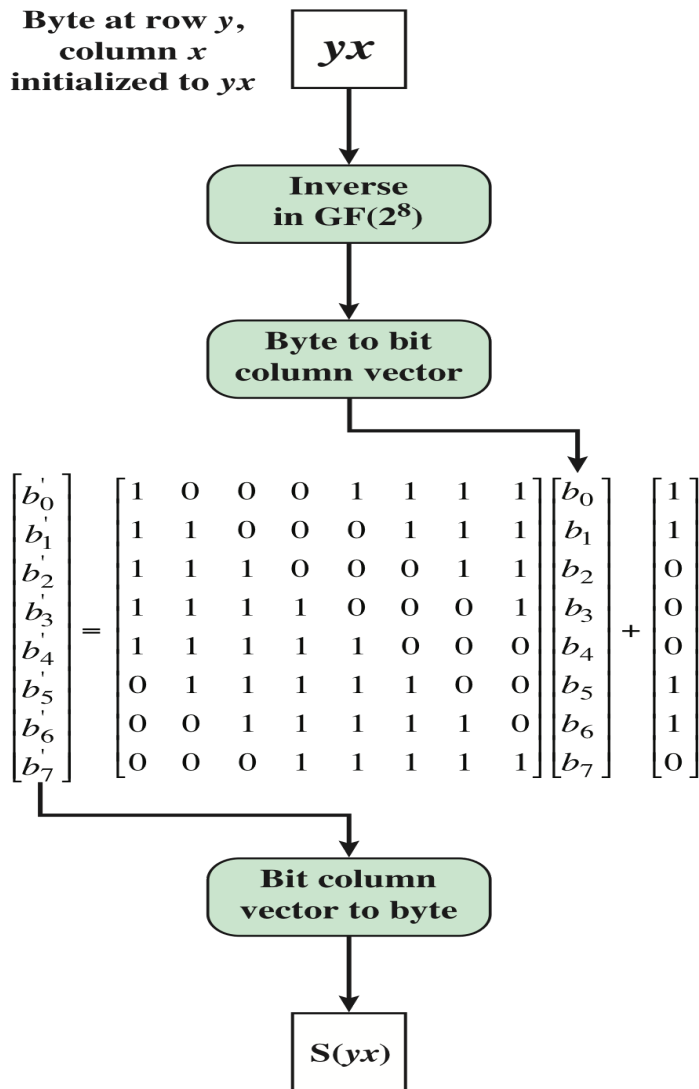 Byte at row y,
column x
initialized to yx
yx
Inverse
in GF(2⁸)
Byte to bit
column vector
[b'₀] [1 0 0 0 1 1 1 1] [b₀] [1]
[b'₁] [1 1 0 0 0 1 1 1] [b₁] [1]
[b'₂] [1 1 1 0 0 0 1 1] [b₂] [0]
[b'₃] [1 1 1 1 0 0 0 1] [b₃] [0]
[b'₄] = [1 1 1 1 1 0 0 0] [b₄] + [0]
[b'₅] [0 1 1 1 1 1 0 0] [b₅] [1]
[b'₆] [0 0 1 1 1 1 1 0] [b₆] [1]
[b'₇] [0 0 0 1 1 1 1 1] [b₇] [0]
Bit column
vector to byte
S(yx)